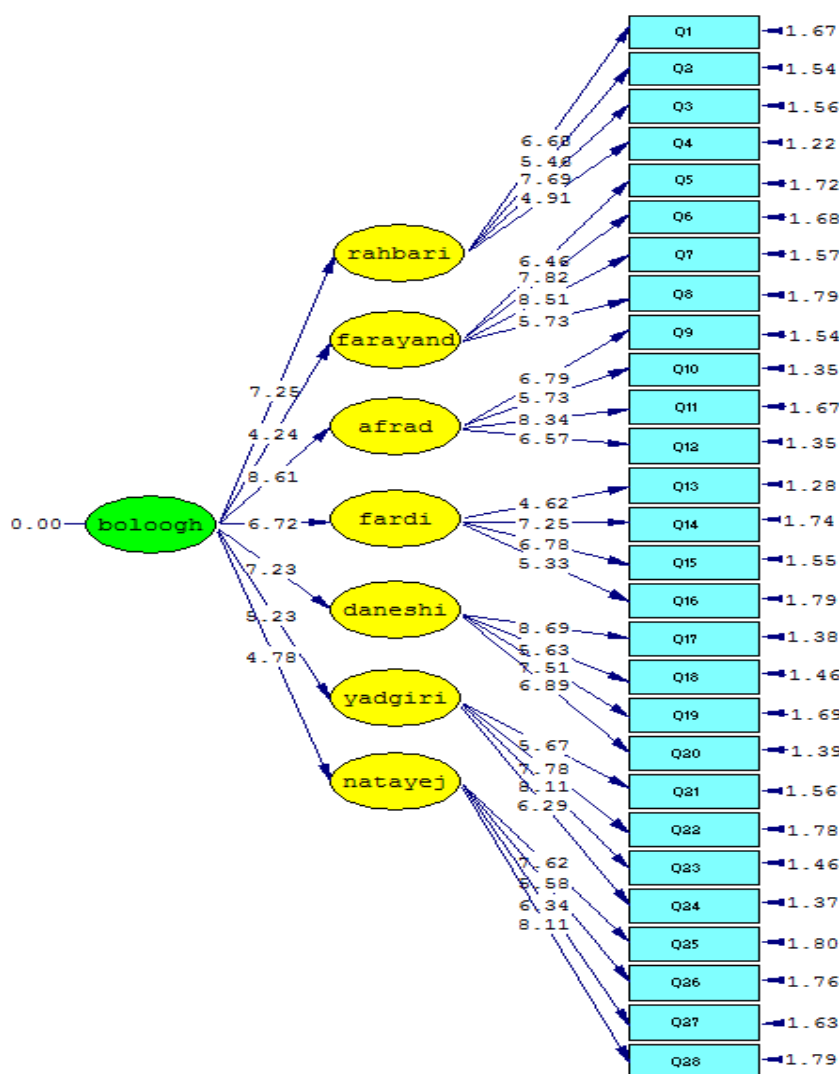 0.00
boloogh
7.25
4.24
8.61
6.72
7.23
5.23
4.78
rahbari
farayand
afrad
fardi
daneshi
yadgiri
natayej
6.68
5.46
7.69
4.91
6.46
7.82
8.51
5.73
6.79
5.73
8.34
6.57
4.62
7.25
6.78
5.33
8.69
5.63
7.51
6.89
5.67
7.78
8.11
6.29
7.62
5.58
6.34
8.11
Q1 1.67
Q2 1.54
Q3 1.56
Q4 1.22
Q5 1.72
Q6 1.68
Q7 1.57
Q8 1.79
Q9 1.54
Q10 1.35
Q11 1.67
Q12 1.35
Q13 1.28
Q14 1.74
Q15 1.55
Q16 1.79
Q17 1.38
Q18 1.46
Q19 1.69
Q20 1.39
Q21 1.56
Q22 1.78
Q23 1.46
Q24 1.37
Q25 1.80
Q26 1.76
Q27 1.63
Q28 1.79